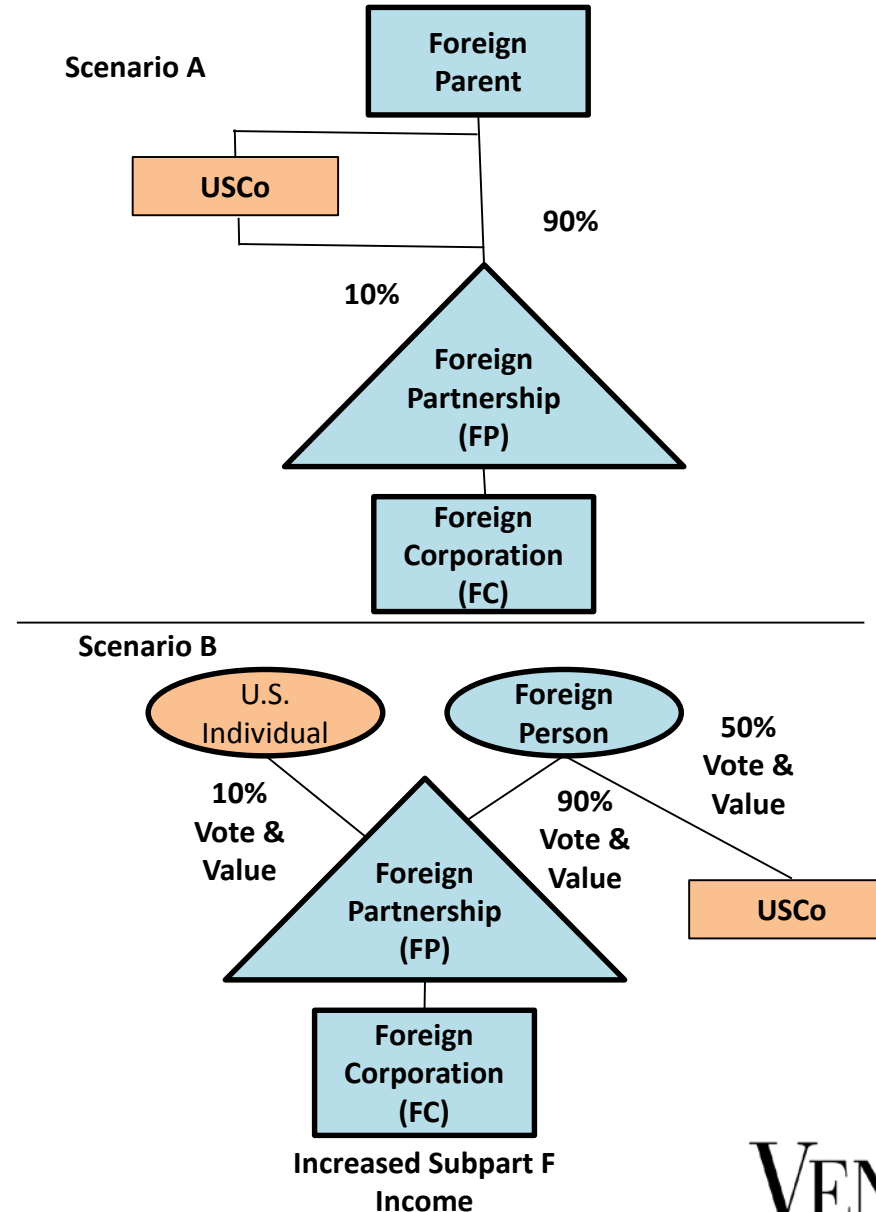 Scenario A
Foreign
Parent
USCo
90%
10%
Foreign
Partnership
(FP)
Foreign
Corporation
(FC)
Scenario B
U.S.
Individual
Foreign
Person
50%
Vote &
Value
10%
Vote &
Value
90%
Vote &
Value
Foreign
Partnership
(FP)
USCo
Foreign
Corporation
(FC)
Increased Subpart F
Income